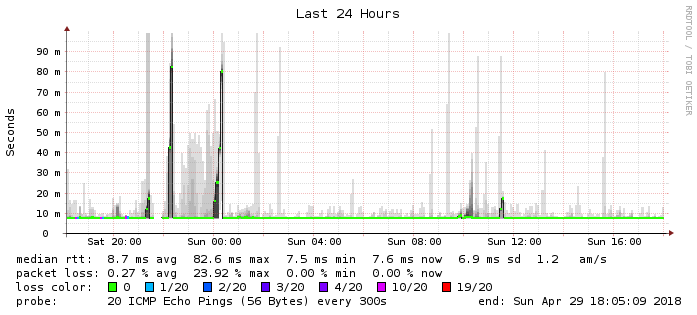 Last 24 Hours
RRDTOOL / TOBI OETIKER
Seconds
90 m
80 m
70 m
60 m
50 m
40 m
30 m
20 m
10 m
0
Sat 20:00 Sun 00:00 Sun 04:00 Sun 08:00 Sun 12:00 Sun 16:00
median rtt: 8.7 ms avg 82.6 ms max 7.5 ms min 7.6 ms now 6.9 ms sd 1.2 am/s
packet loss: 0.27 % avg 23.92 % max 0.00 % min 0.00 % now
loss color: 0 1/20 2/20 3/20 4/20 10/20 19/20
probe: 20 ICMP Echo Pings (56 Bytes) every 300s end: Sun Apr 29 18:05:09 2018